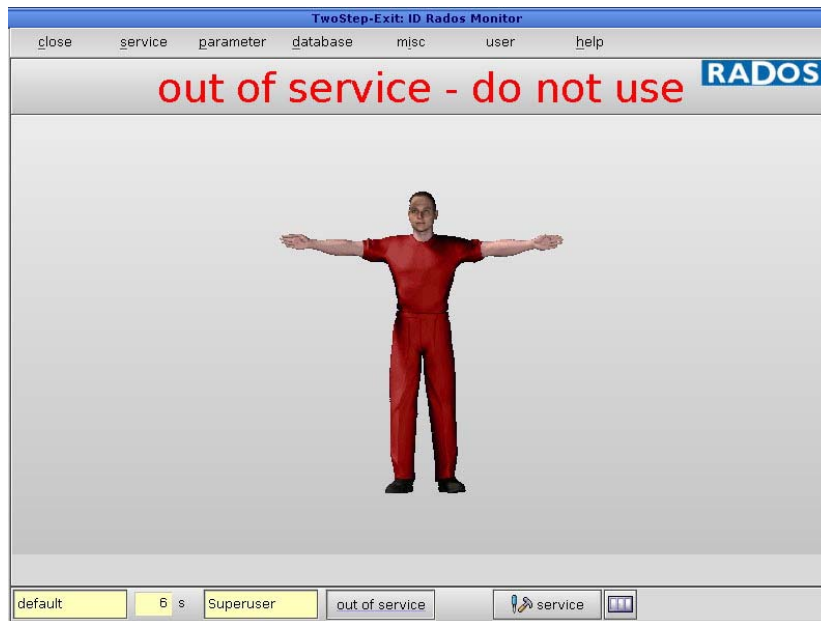 TwoStep-Exit: ID Rados Monitor
close service parameter database misc user help
out of service - do not use RADOS
default 6 s Superuser out of service service